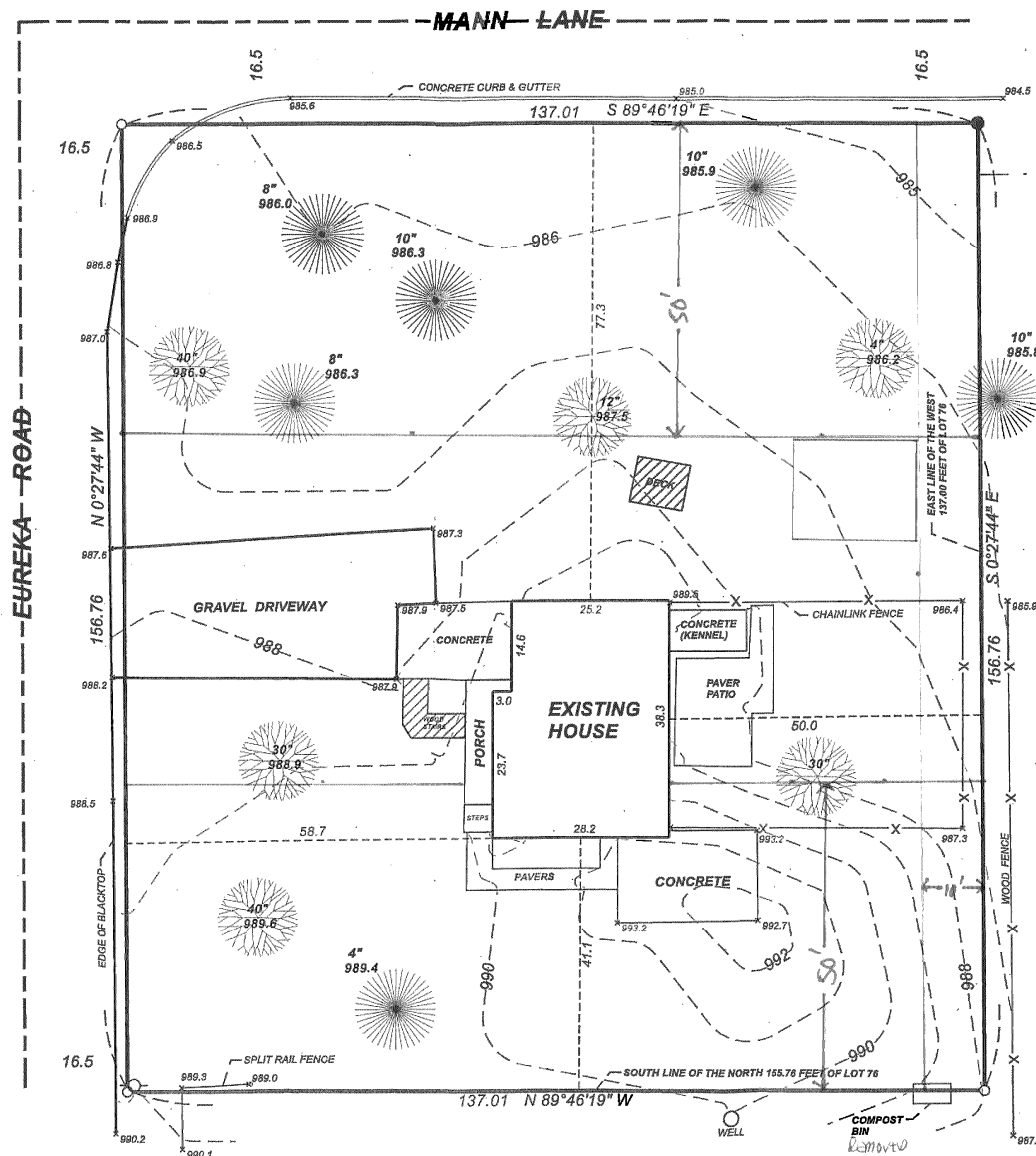 MANN LANE
16.5
16.5
CONCRETE CURB & GUTTER
985.6
985.0
984.5
137.01 S 89°46'19" E
16.5
986.5
10"
985.9
985
8"
986.0
986.9
10"
986.3
986
986.8
77.3
50'
987.0
40"
986.9
8"
986.3
4"
986.2
10"
985.8
12"
987.5
EUREKA ROAD
N 0°27'44" W
EAST LINE OF THE WEST
137.00 FEET OF LOT 76
DECK
S 0°27'44" E
987.3
987.6
156.76
GRAVEL DRIVEWAY
987.9
987.5
25.2
989.6
986.4
985.9
CHAINLINK FENCE
CONCRETE
CONCRETE
(KENNEL)
14.6
988
156.76
988.2
987.9
3.0
PAVER
PATIO
WOOD
STEPS
PORCH
EXISTING
HOUSE
38.3
50.0
30"
988.9
23.7
30"
988.5
STEPS
58.7
28.2
993.2
987.3
WOOD FENCE
EDGE OF BLACKTOP
PAVERS
CONCRETE
40"
989.6
993.2
992.7
4"
989.4
990
41.1
992
50'
988
990
16.5
SPLIT RAIL FENCE
989.3
989.0
SOUTH LINE OF THE NORTH 155.76 FEET OF LOT 76
137.01 N 89°46'19" W
WELL
COMPOST
BIN
Removed
990.2
990.1
987.